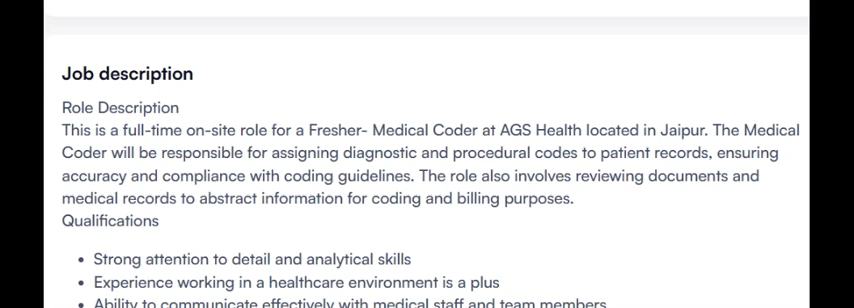 Job description
Role Description
This is a full-time on-site role for a Fresher- Medical Coder at AGS Health located in Jaipur. The Medical
Coder will be responsible for assigning diagnostic and procedural codes to patient records, ensuring
accuracy and compliance with coding guidelines. The role also involves reviewing documents and
medical records to abstract information for coding and billing purposes.
Qualifications
• Strong attention to detail and analytical skills
• Experience working in a healthcare environment is a plus
• Ability to communicate effectively with medical staff and team members